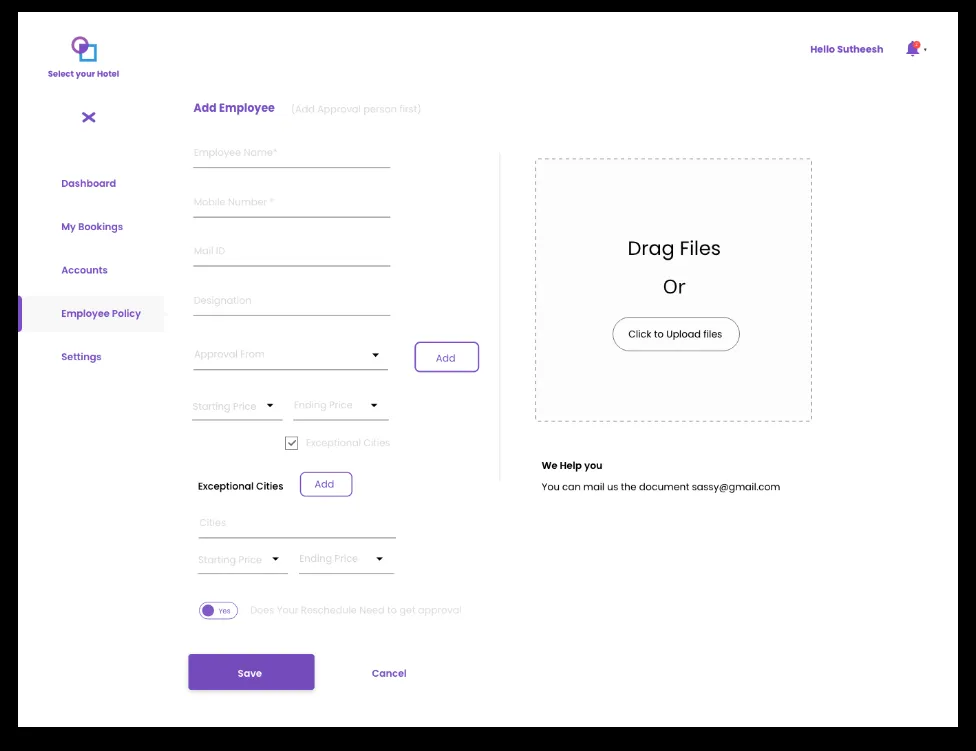 Select your Hotel
Hello Sutheesh
Dashboard
My Bookings
Accounts
Employee Policy
Settings
Add Employee (Add Approval person first)
Employee Name*
Mobile Number *
Mail ID
Designation
Approval From
Add
Starting Price
Ending Price
Exceptional Cities
Exceptional Cities
Add
Cities
Starting Price
Ending Price
Yes
Does Your Reschedule Need to get approval
Save
Cancel
Drag Files
Or
Click to Upload files
We Help you
You can mail us the document sassy@gmail.com